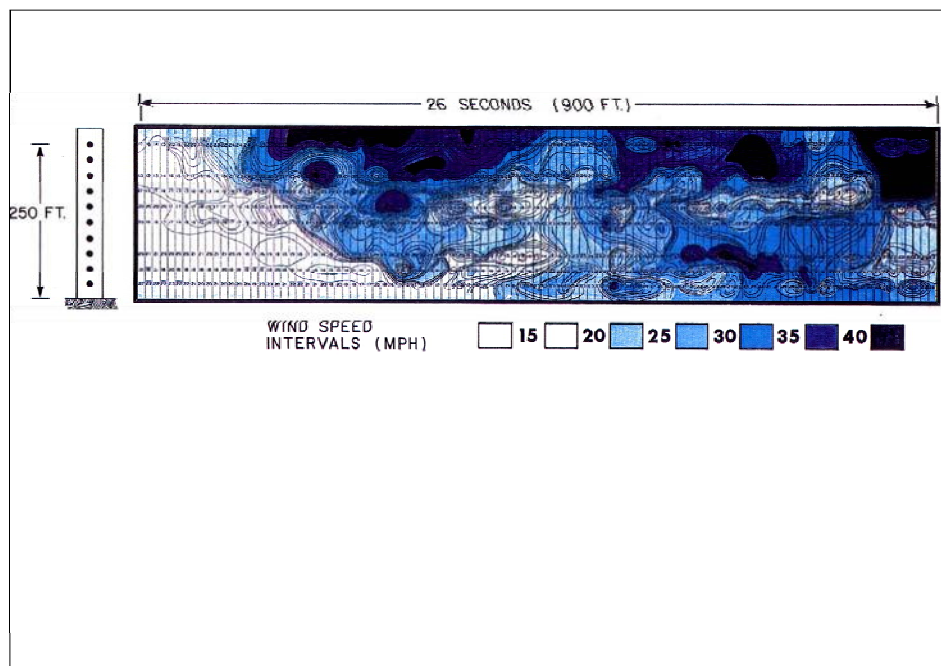 26 SECONDS (900 FT.)
250 FT.
WIND SPEED
INTERVALS (MPH)
15 20 25 30 35 40